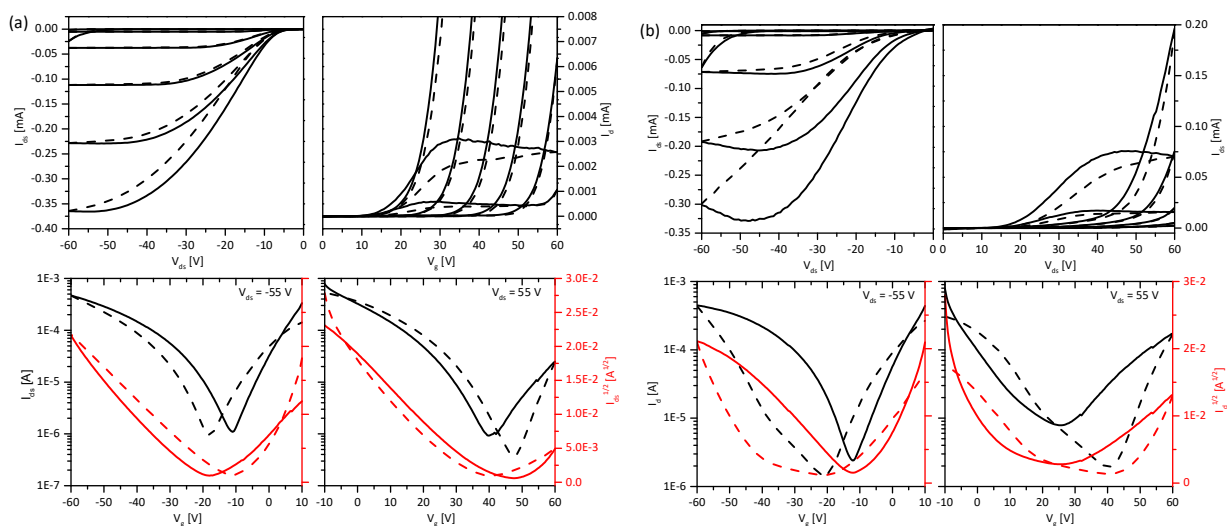 (a)
0.00
-0.05
-0.10
-0.15
-0.20
-0.25
-0.30
-0.35
-0.40
I_ds [mA]
-60 -50 -40 -30 -20 -10 0
V_ds [V]
0.008
0.007
0.006
0.005
0.004
0.003
0.002
0.001
0.000
I_d [mA]
0 10 20 30 40 50 60
V_g [V]
1E-3
1E-4
1E-5
1E-6
1E-7
I_ds [A]
V_ds = -55 V
-60 -50 -40 -30 -20 -10 0 10
V_g [V]
V_ds = 55 V
3.0E-2
2.5E-2
2.0E-2
1.5E-2
1.0E-2
5.0E-3
0.0
I_ds^1/2 [A^1/2]
-10 0 10 20 30 40 50 60
V_g [V]
(b)
0.00
-0.05
-0.10
-0.15
-0.20
-0.25
-0.30
-0.35
I_ds [mA]
-60 -50 -40 -30 -20 -10 0
V_ds [V]
0.20
0.15
0.10
0.05
0.00
I_ds [mA]
0 10 20 30 40 50 60
V_ds [V]
1E-3
1E-4
1E-5
1E-6
I_d [A]
V_ds = -55 V
-60 -50 -40 -30 -20 -10 0 10
V_g [V]
V_ds = 55 V
3E-2
2E-2
1E-2
0
I_d^1/2 [A^1/2]
-10 0 10 20 30 40 50 60
V_g [V]